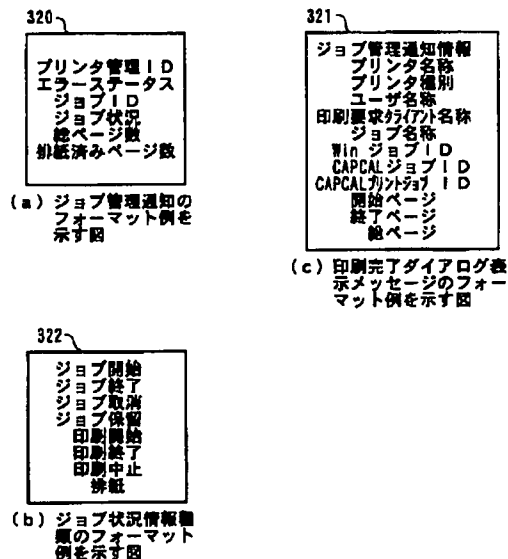 320
プリンタ管理ID
エラーステータス
ジョブID
ジョブ状況
総ページ数
排紙済みページ数
(a) ジョブ管理通知の
フォーマット例を
示す図
321
ジョブ管理通知情報
プリンタ名称
プリンタ種別
ユーザ名称
印刷要求クライアント名称
ジョブ名称
Win ジョブID
CAPCALジョブID
CAPCALプリントジョブ ID
開始ページ
終了ページ
総ページ
(c) 印刷完了ダイアログ表
示メッセージのフォー
マット例を示す図
322
ジョブ開始
ジョブ終了
ジョブ取消
ジョブ保留
印刷開始
印刷終了
印刷中止
排紙
(b) ジョブ状況情報種
類のフォーマット
例を示す図